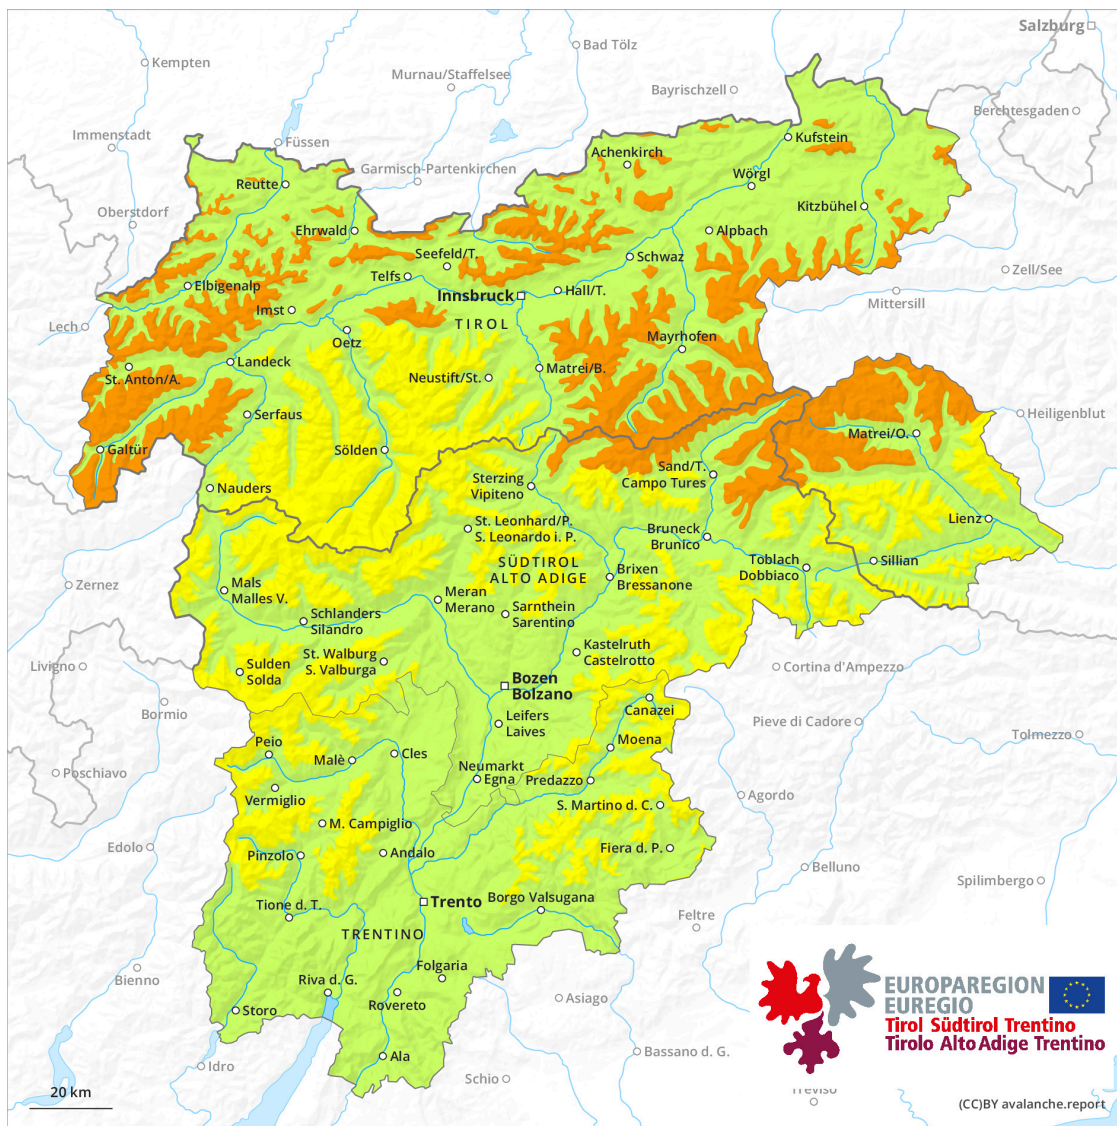 Salzburg
Bad Tölz
Kempten
Murnau/Staffelsee
Bayrischzell
Berchtesgaden
Immenstadt
Füssen
Kufstein
Achenkirch
Garmisch-Partenkirchen
Wörgl
Reutte
Oberstdorf
Kitzbühel
Ehrwald
Alpbach
Seefeld/T.
Schwaz
Telfs
Zell/See
Elbigenalp
Hall/T.
Innsbruck
Mittersill
Imst
TIROL
Lech
Oetz
Mayrhofen
Landeck
Matrei/B.
St. Anton/A.
Neustift/St.
Serfaus
Heiligenblut
Matrei/O.
Galtür
Sölden
Sand/T.
Campo Tures
Sterzing
Vipiteno
Nauders
Lienz
St. Leonhard/P.
S. Leonardo i. P.
Bruneck
Brunico
SÜDTIROL
ALTO ADIGE
Toblach
Dobbiaco
Sillian
Brixen
Bressanone
Zernez
Mals
Malles V.
Meran
Merano
Sarnthein
Sarentino
Schlanders
Silandro
Kastelruth
Castelrotto
St. Walburg
S. Valburga
Livigno
Sulden
Solda
Cortina d'Ampezzo
Bozen
Bolzano
Bormio
Canazei
Leifers
Laives
Pieve di Cadore
Tolmezzo
Moena
Peio
Cles
Malè
Neumarkt
Egna
Predazzo
Poschiavo
Vermiglio
Agordo
S. Martino d. C.
M. Campiglio
Edolo
Fiera d. P.
Pinzolo
Andalo
Belluno
Spilimbergo
Borgo Valsugana
Trento
Tione d. T.
Feltre
TRENTINO
Folgaria
Bienno
Riva d. G.
Rovereto
Asiago
Storo
EUROPAREGION
EUREGIO
Tirol Südtirol Trentino
Tirolo Alto Adige Trentino
Ala
Bassano d. G.
Idro
Schio
Treviso
20 km
(CC)BY avalanche.report